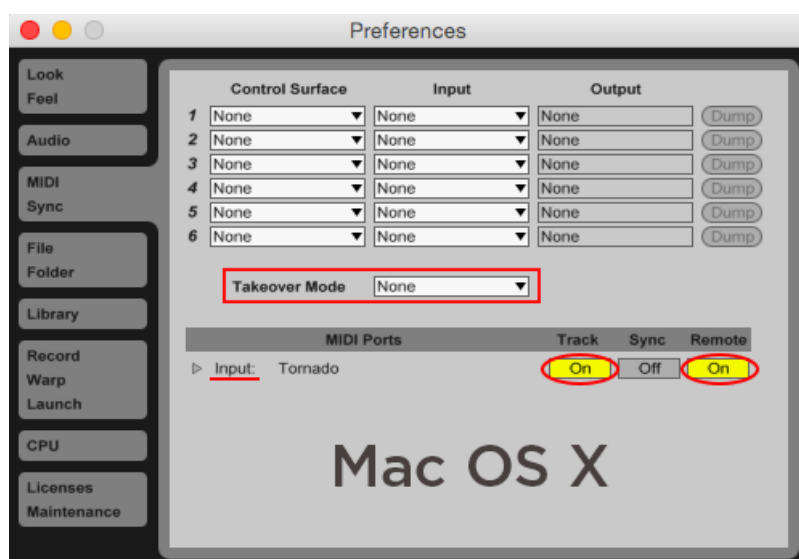 Preferences
Look
Feel
Audio
MIDI
Sync
File
Folder
Library
Record
Warp
Launch
CPU
Licenses
Maintenance
Control Surface Input Output
1 None None None Dump
2 None None None Dump
3 None None None Dump
4 None None None Dump
5 None None None Dump
6 None None None Dump
Takeover Mode None
MIDI Ports Track Sync Remote
Input: Tornado On Off On
Mac OS X